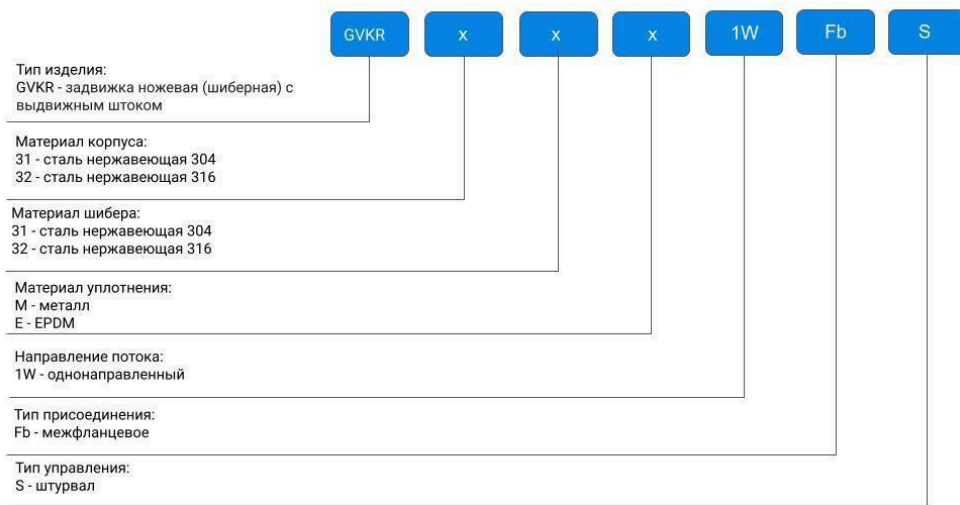 GVKR x x x 1W Fb S
Тип изделия:
GVKR - задвижка ножевая (шиберная) с
выдвижным штоком
Материал корпуса:
31 - сталь нержавеющая 304
32 - сталь нержавеющая 316
Материал шибера:
31 - сталь нержавеющая 304
32 - сталь нержавеющая 316
Материал уплотнения:
M - металл
E - EPDM
Направление потока:
1W - однонаправленный
Тип присоединения:
Fb - межфланцевое
Тип управления:
S - штурвал